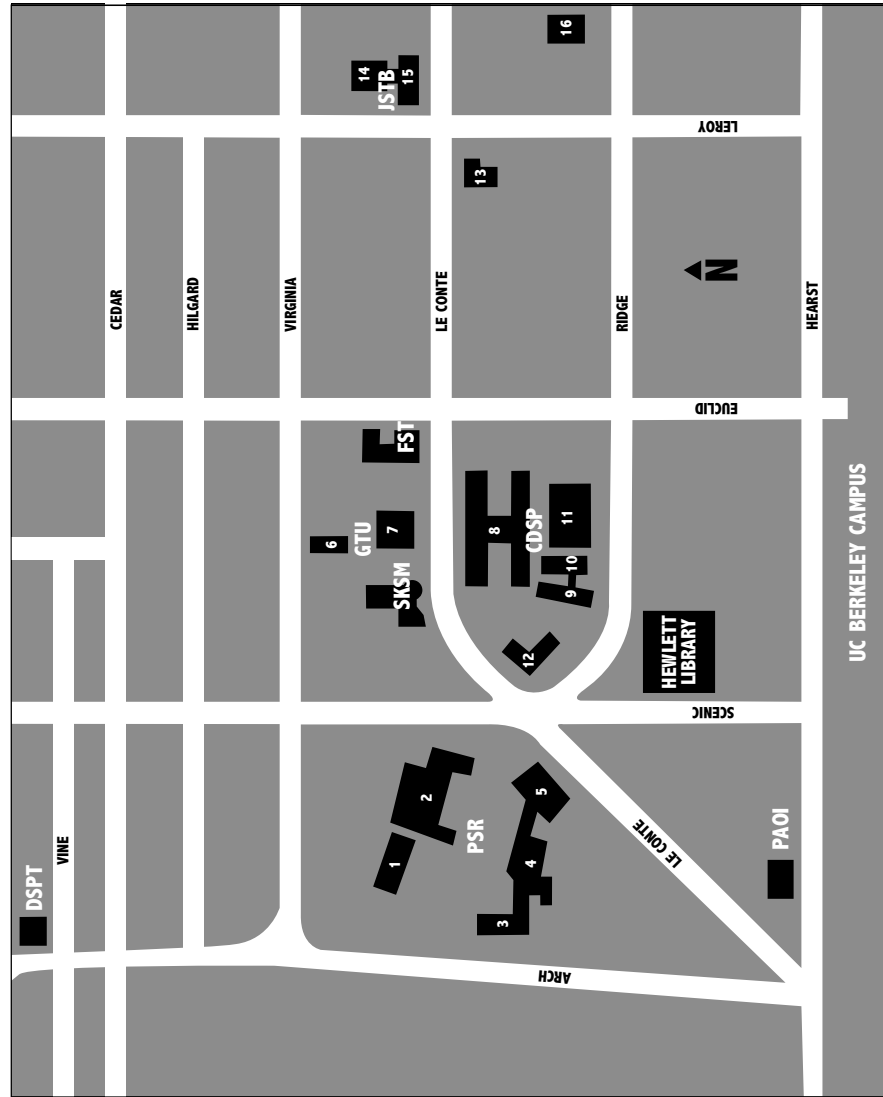 DSPT
VINE
CEDAR
HILGARD
VIRGINIA
LE CONTE
RIDGE
HEARST
ARCH
SCENIC
EUCLID
LEROY
LE CONTE
UC BERKELEY CAMPUS
PAOI
HEWLETT
LIBRARY
PSR
1
2
3
4
5
SKSM
GTU
6
7
FST
CDSP
8
9
10
11
12
13
JSTB
14
15
16
N